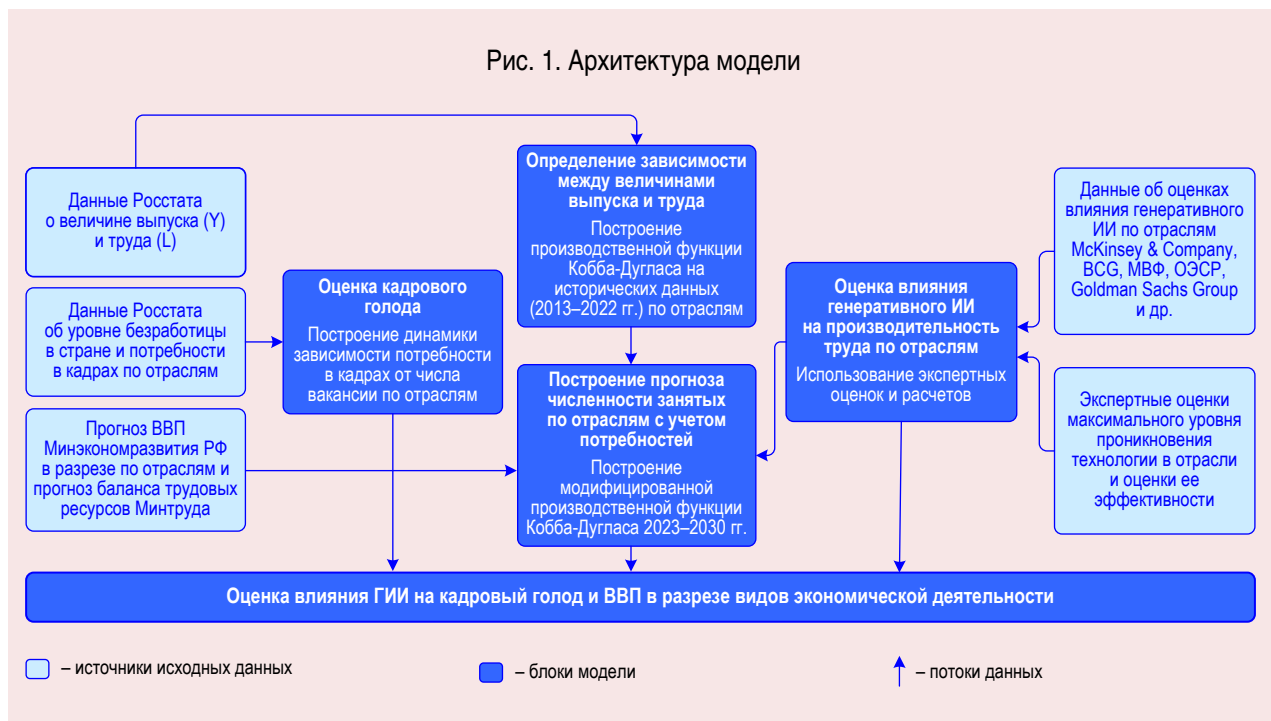 Рис. 1. Архитектура модели
Данные Росстата
о величине выпуска (Y)
и труда (L)
Данные Росстата
об уровне безработицы
в стране и потребности
в кадрах по отраслям
Прогноз ВВП
Минэкономразвития РФ
в разрезе по отраслям и
прогноз баланса трудовых
ресурсов Минтруда
Оценка кадрового
голода
Построение динамики
зависимости потребности
в кадрах от числа
вакансии по отраслям
Определение зависимости
между величинами
выпуска и труда
Построение
производственной функции
Кобба-Дугласа на
исторических данных
(2013–2022 гг.) по отраслям
Построение прогноза
численности занятых
по отраслям с учетом
потребностей
Построение
модифицированной
производственной функции
Кобба-Дугласа 2023–2030 гг.
Оценка влияния
генеративного ИИ
на производительность
труда по отраслям
Использование экспертных
оценок и расчетов
Данные об оценках
влияния генеративного
ИИ по отраслям
McKinsey & Company,
BCG, МВФ, ОЭСР,
Goldman Sachs Group
и др.
Экспертные оценки
максимального уровня
проникновения
технологии в отрасли
и оценки ее
эффективности
Оценка влияния ГИИ на кадровый голод и ВВП в разрезе видов экономической деятельности
– источники исходных данных
– блоки модели
– потоки данных